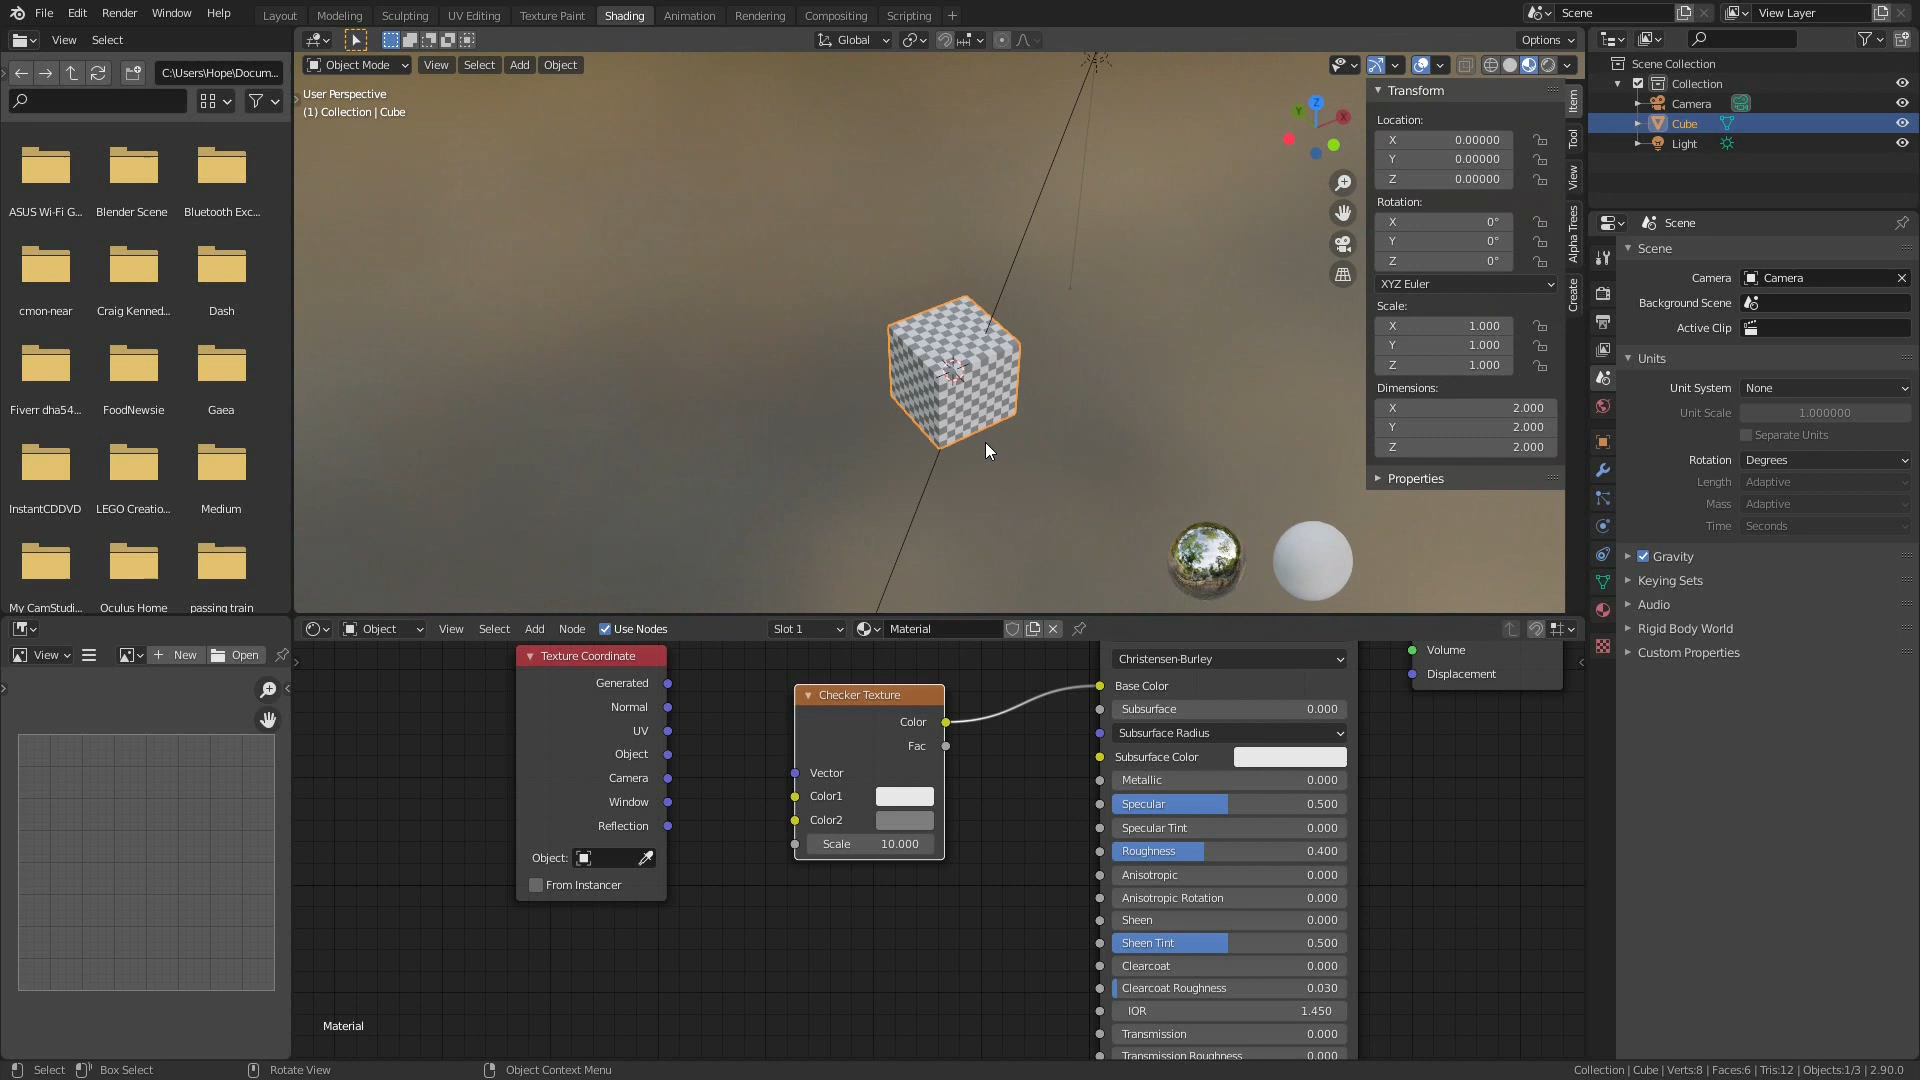 File Edit Render Window Help
Layout Modeling Sculpting UV Editing Texture Paint Shading Animation Rendering Compositing Scripting +
Scene
View Layer
View Select
Global
Options
C:\Users\Hope\Docum...
Object Mode View Select Add Object
User Perspective
(1) Collection | Cube
ASUS Wi-Fi G... Blender Scene Bluetooth Exc...
cmon-near Craig Kenned... Dash
Fiverr dha54... FoodNewsie Gaea
InstantCDDVD LEGO Creatio... Medium
My CamStudi... Oculus Home passing train
Z
Y
X
Transform
Location:
X 0.00000
Y 0.00000
Z 0.00000
Rotation:
X 0°
Y 0°
Z 0°
XYZ Euler
Scale:
X 1.000
Y 1.000
Z 1.000
Dimensions:
X 2.000
Y 2.000
Z 2.000
Properties
Item
Tool
View
Alpha Trees
Create
Scene Collection
Collection
Camera
Cube
Light
Scene
Scene
Camera Camera
Background Scene
Active Clip
Units
Unit System None
Unit Scale 1.000000
Separate Units
Rotation Degrees
Length Adaptive
Mass Adaptive
Time Seconds
Gravity
Keying Sets
Audio
Rigid Body World
Custom Properties
View + New Open
Object View Select Add Node Use Nodes Slot 1 Material
Texture Coordinate
Generated
Normal
UV
Object
Camera
Window
Reflection
Object:
From Instancer
Checker Texture
Color
Fac
Vector
Color1
Color2
Scale 10.000
Christensen-Burley
Base Color
Subsurface 0.000
Subsurface Radius
Subsurface Color
Metallic 0.000
Specular 0.500
Specular Tint 0.000
Roughness 0.400
Anisotropic 0.000
Anisotropic Rotation 0.000
Sheen 0.000
Sheen Tint 0.500
Clearcoat 0.000
Clearcoat Roughness 0.030
IOR 1.450
Transmission 0.000
Transmission Roughness 0.000
Volume
Displacement
Material
Select Box Select Rotate View Object Context Menu
Collection | Cube | Verts:8 | Faces:6 | Tris:12 | Objects:1/3 | 2.90.0